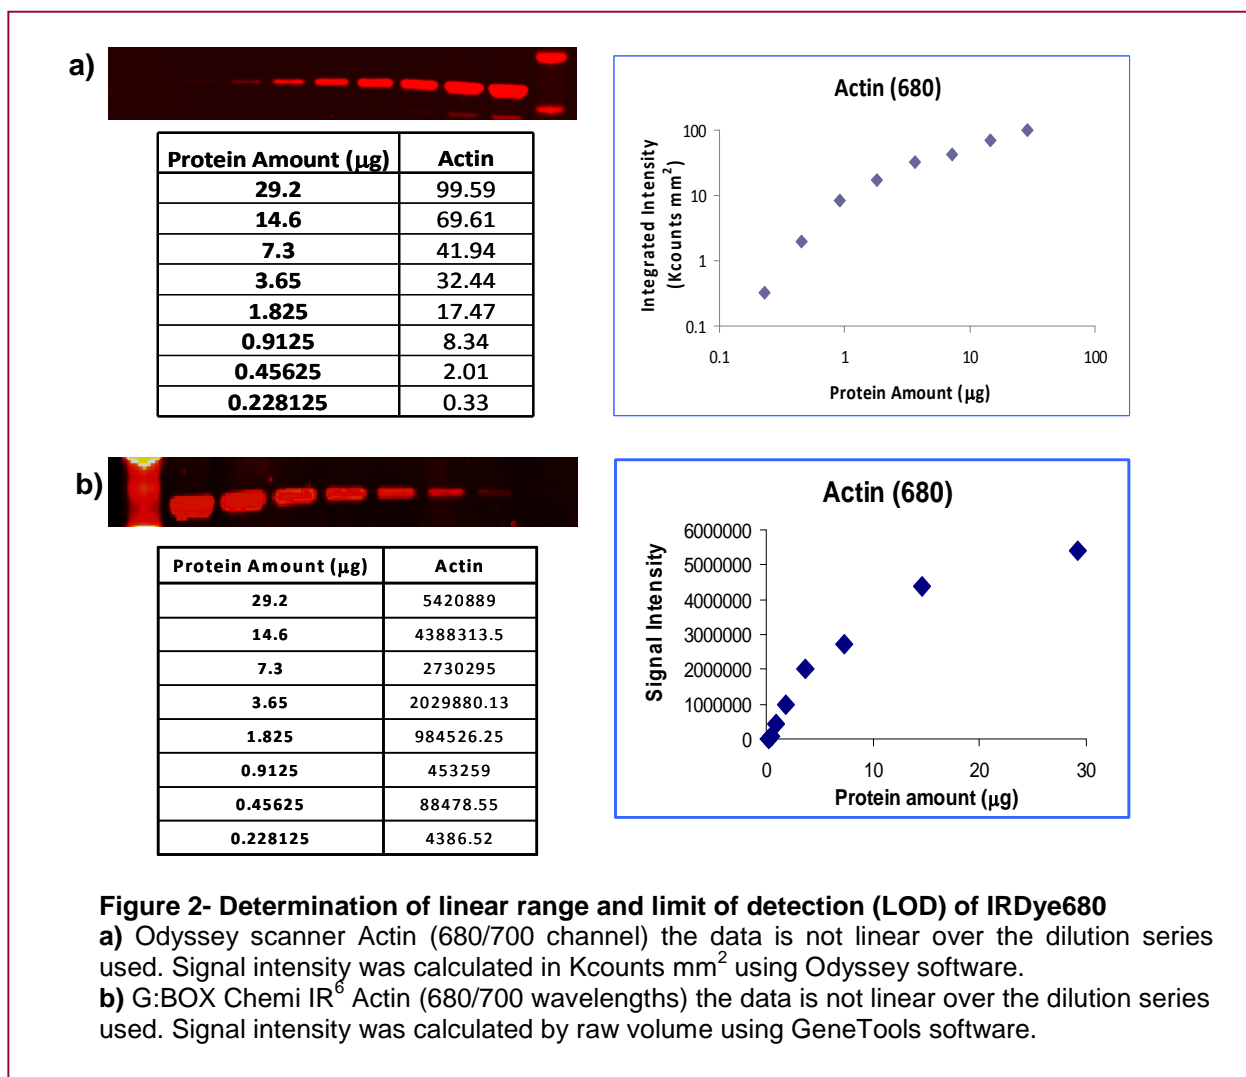 a)
Protein Amount (µg) Actin
29.2 99.59
14.6 69.61
7.3 41.94
3.65 32.44
1.825 17.47
0.9125 8.34
0.45625 2.01
0.228125 0.33
Actin (680)
Integrated Intensity
(Kcounts mm²)
100
10
1
0.1
0.1 1 10 100
Protein Amount (µg)
b)
Protein Amount (µg) Actin
29.2 5420889
14.6 4388313.5
7.3 2730295
3.65 2029880.13
1.825 984526.25
0.9125 453259
0.45625 88478.55
0.228125 4386.52
Actin (680)
Signal Intensity
6000000
5000000
4000000
3000000
2000000
1000000
0
0 10 20 30
Protein amount (µg)
Figure 2- Determination of linear range and limit of detection (LOD) of IRDye680
a) Odyssey scanner Actin (680/700 channel) the data is not linear over the dilution series
used. Signal intensity was calculated in Kcounts mm² using Odyssey software.
b) G:BOX Chemi IR⁶ Actin (680/700 wavelengths) the data is not linear over the dilution series
used. Signal intensity was calculated by raw volume using GeneTools software.